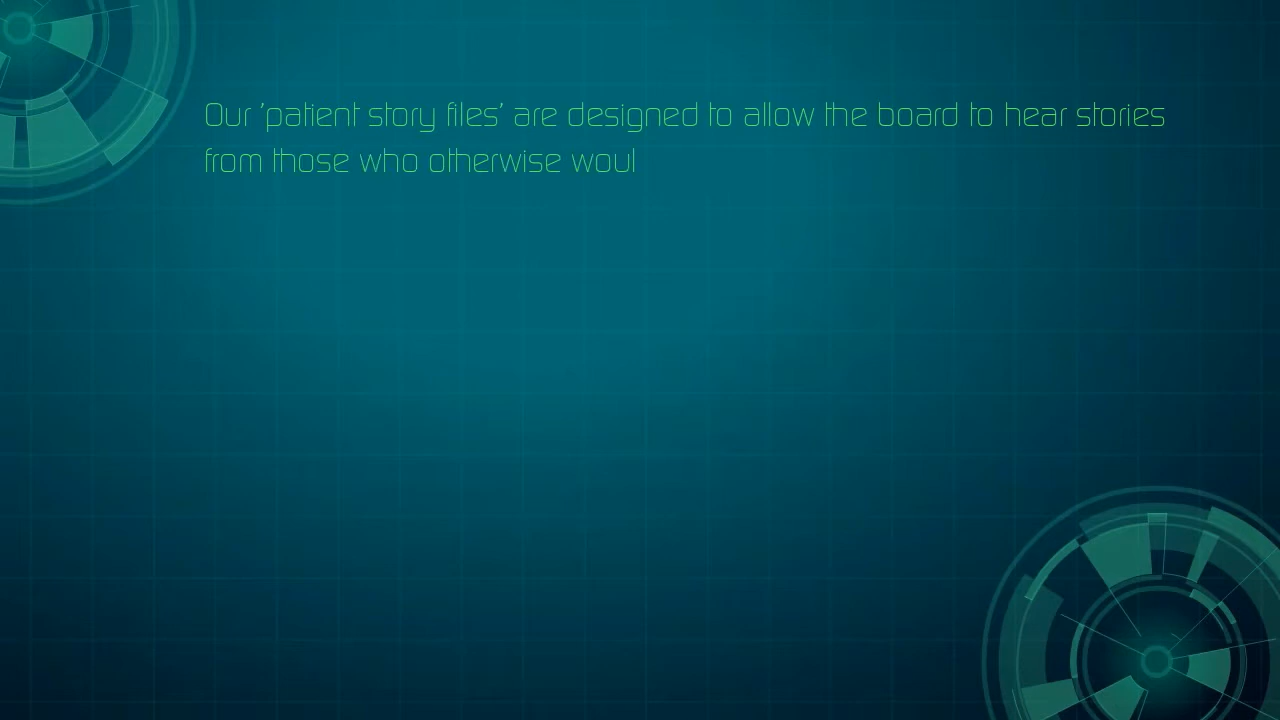 Our 'patient story files' are designed to allow the board to hear stories
from those who otherwise woul